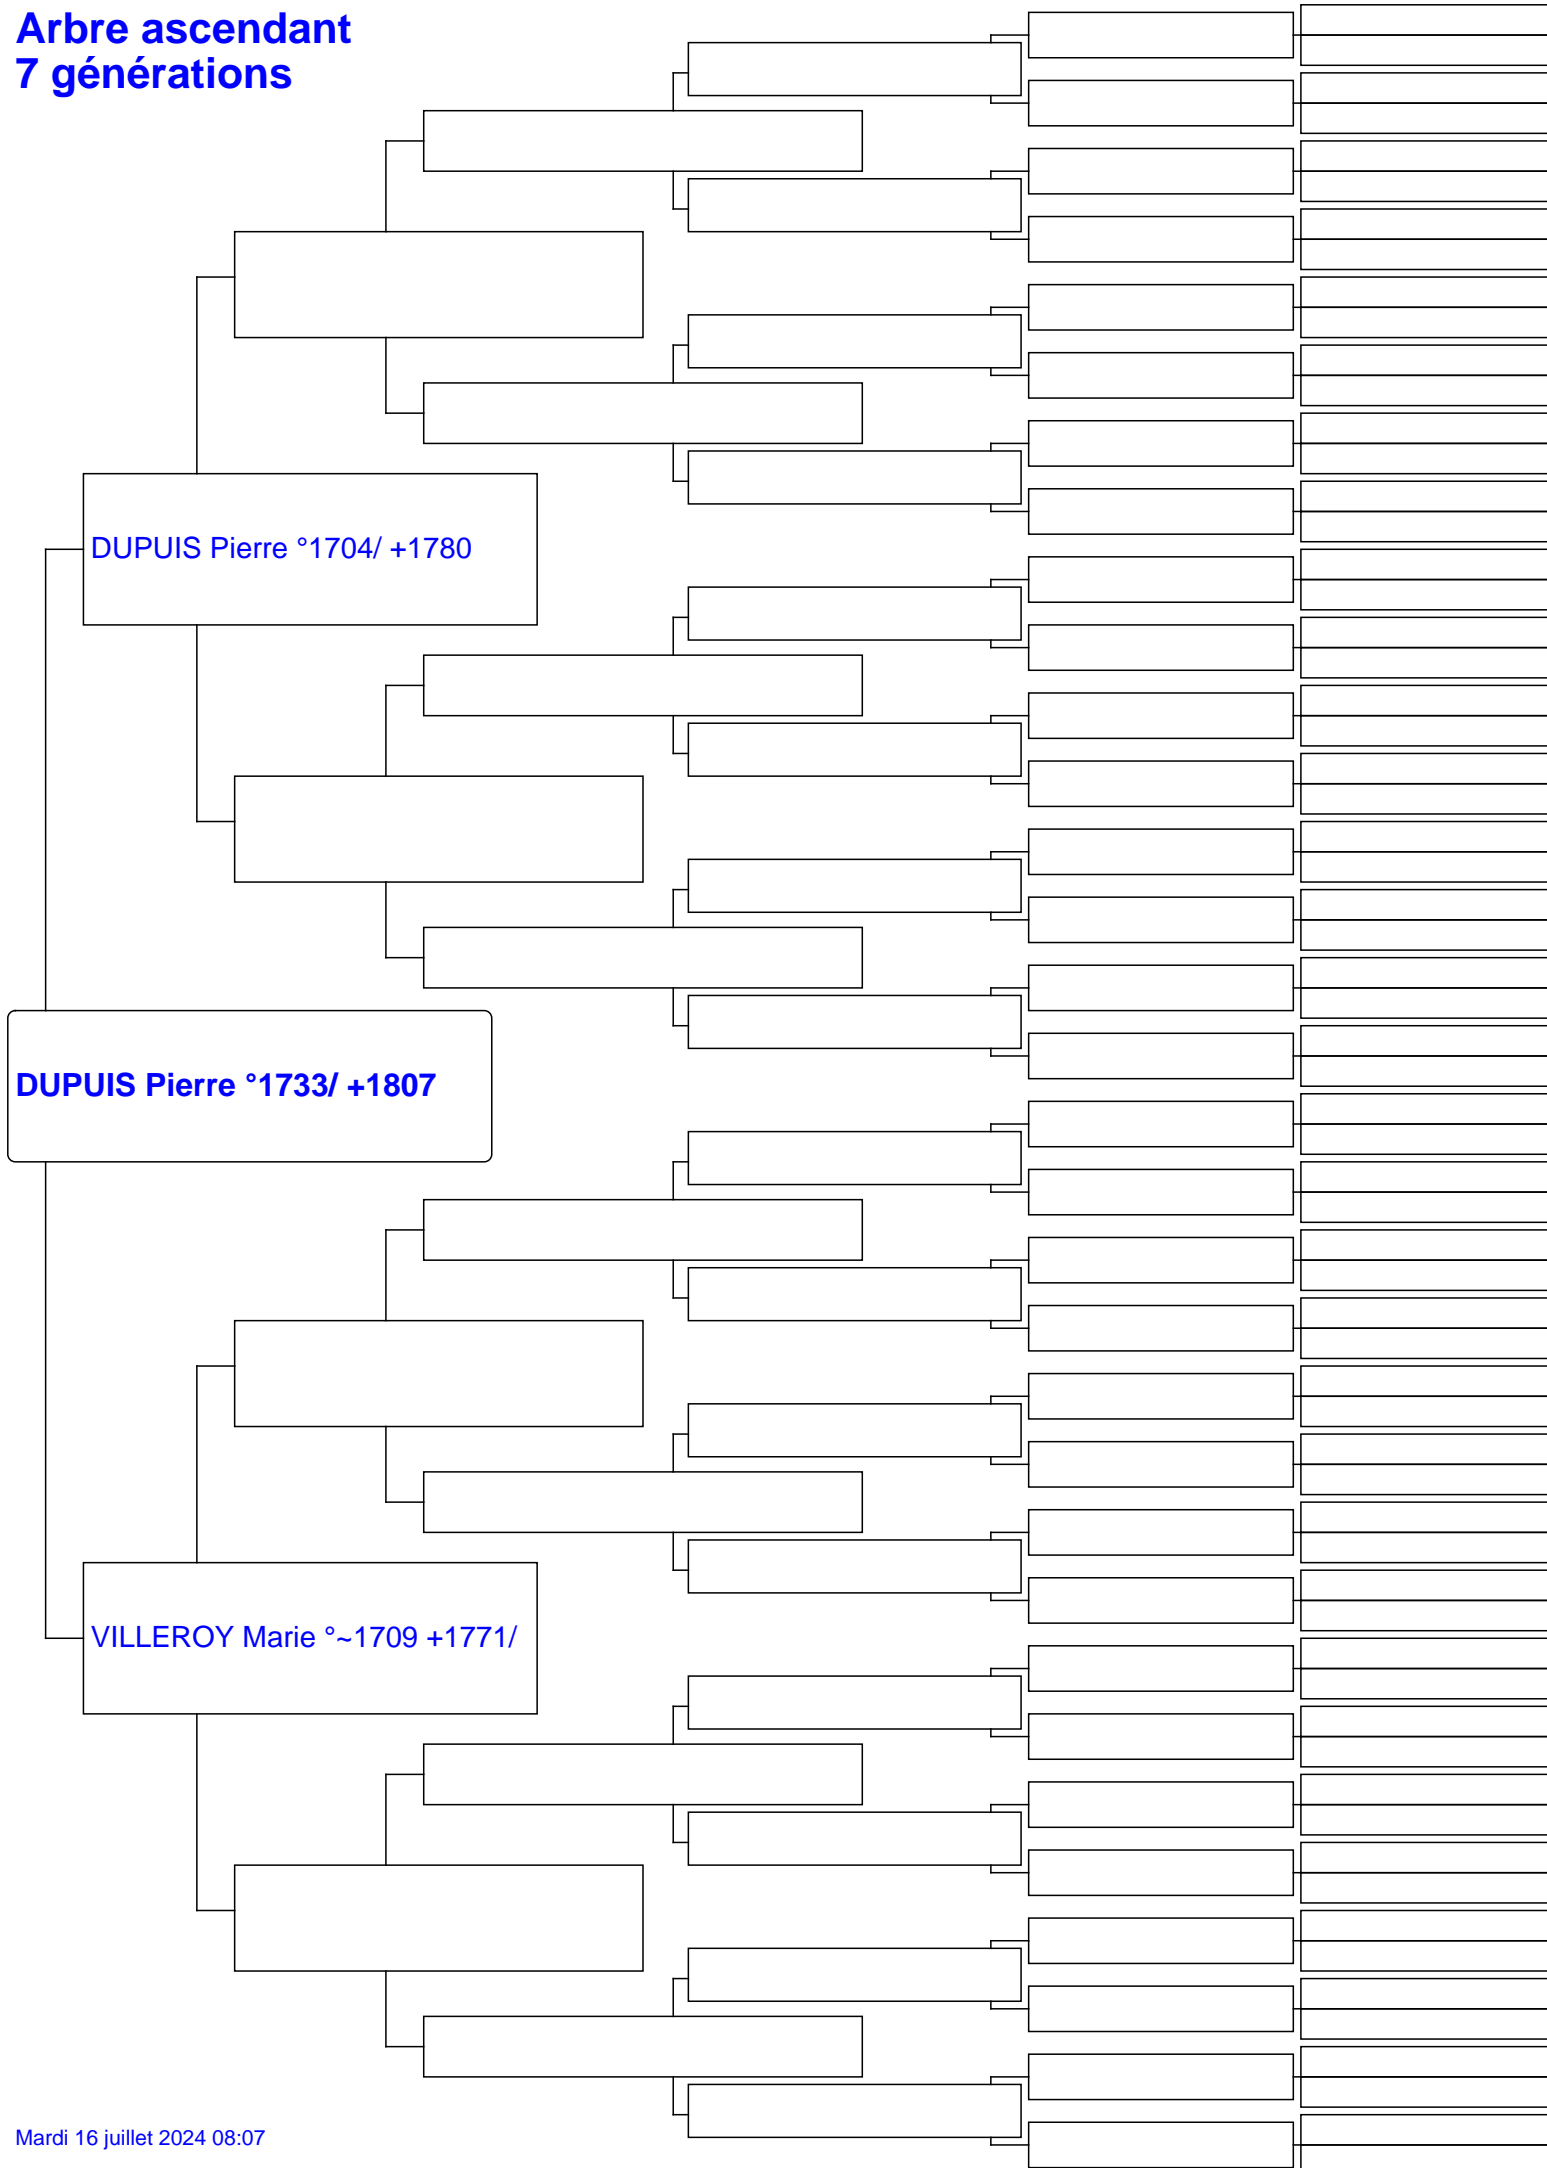 Arbre ascendant
7 générations
DUPUIS Pierre °1704/ +1780
DUPUIS Pierre °1733/ +1807
VILLEROY Marie °~1709 +1771/
Mardi 16 juillet 2024 08:07